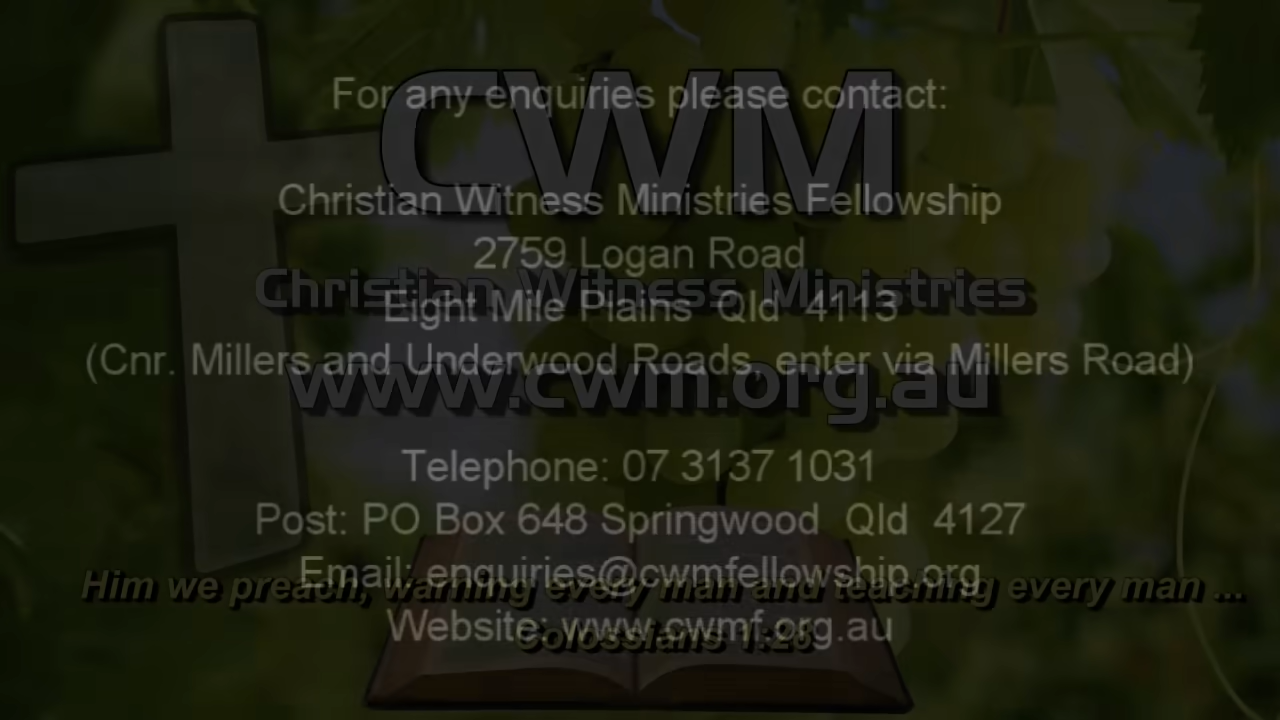 For any enquiries please contact:
CWM
Christian Witness Ministries Fellowship
2759 Logan Road
Christian Witness Ministries
Eight Mile Plains Qld 4113
(Cnr. Millers and Underwood Roads, enter via Millers Road)
www.cwm.org.au
Telephone: 07 3137 1031
Post: PO Box 648 Springwood Qld 4127
Email: enquiries@cwmfellowship.org
Him we preach, warning every man and teaching every man ...
Website: www.cwmf.org.au
Colossians 1:28